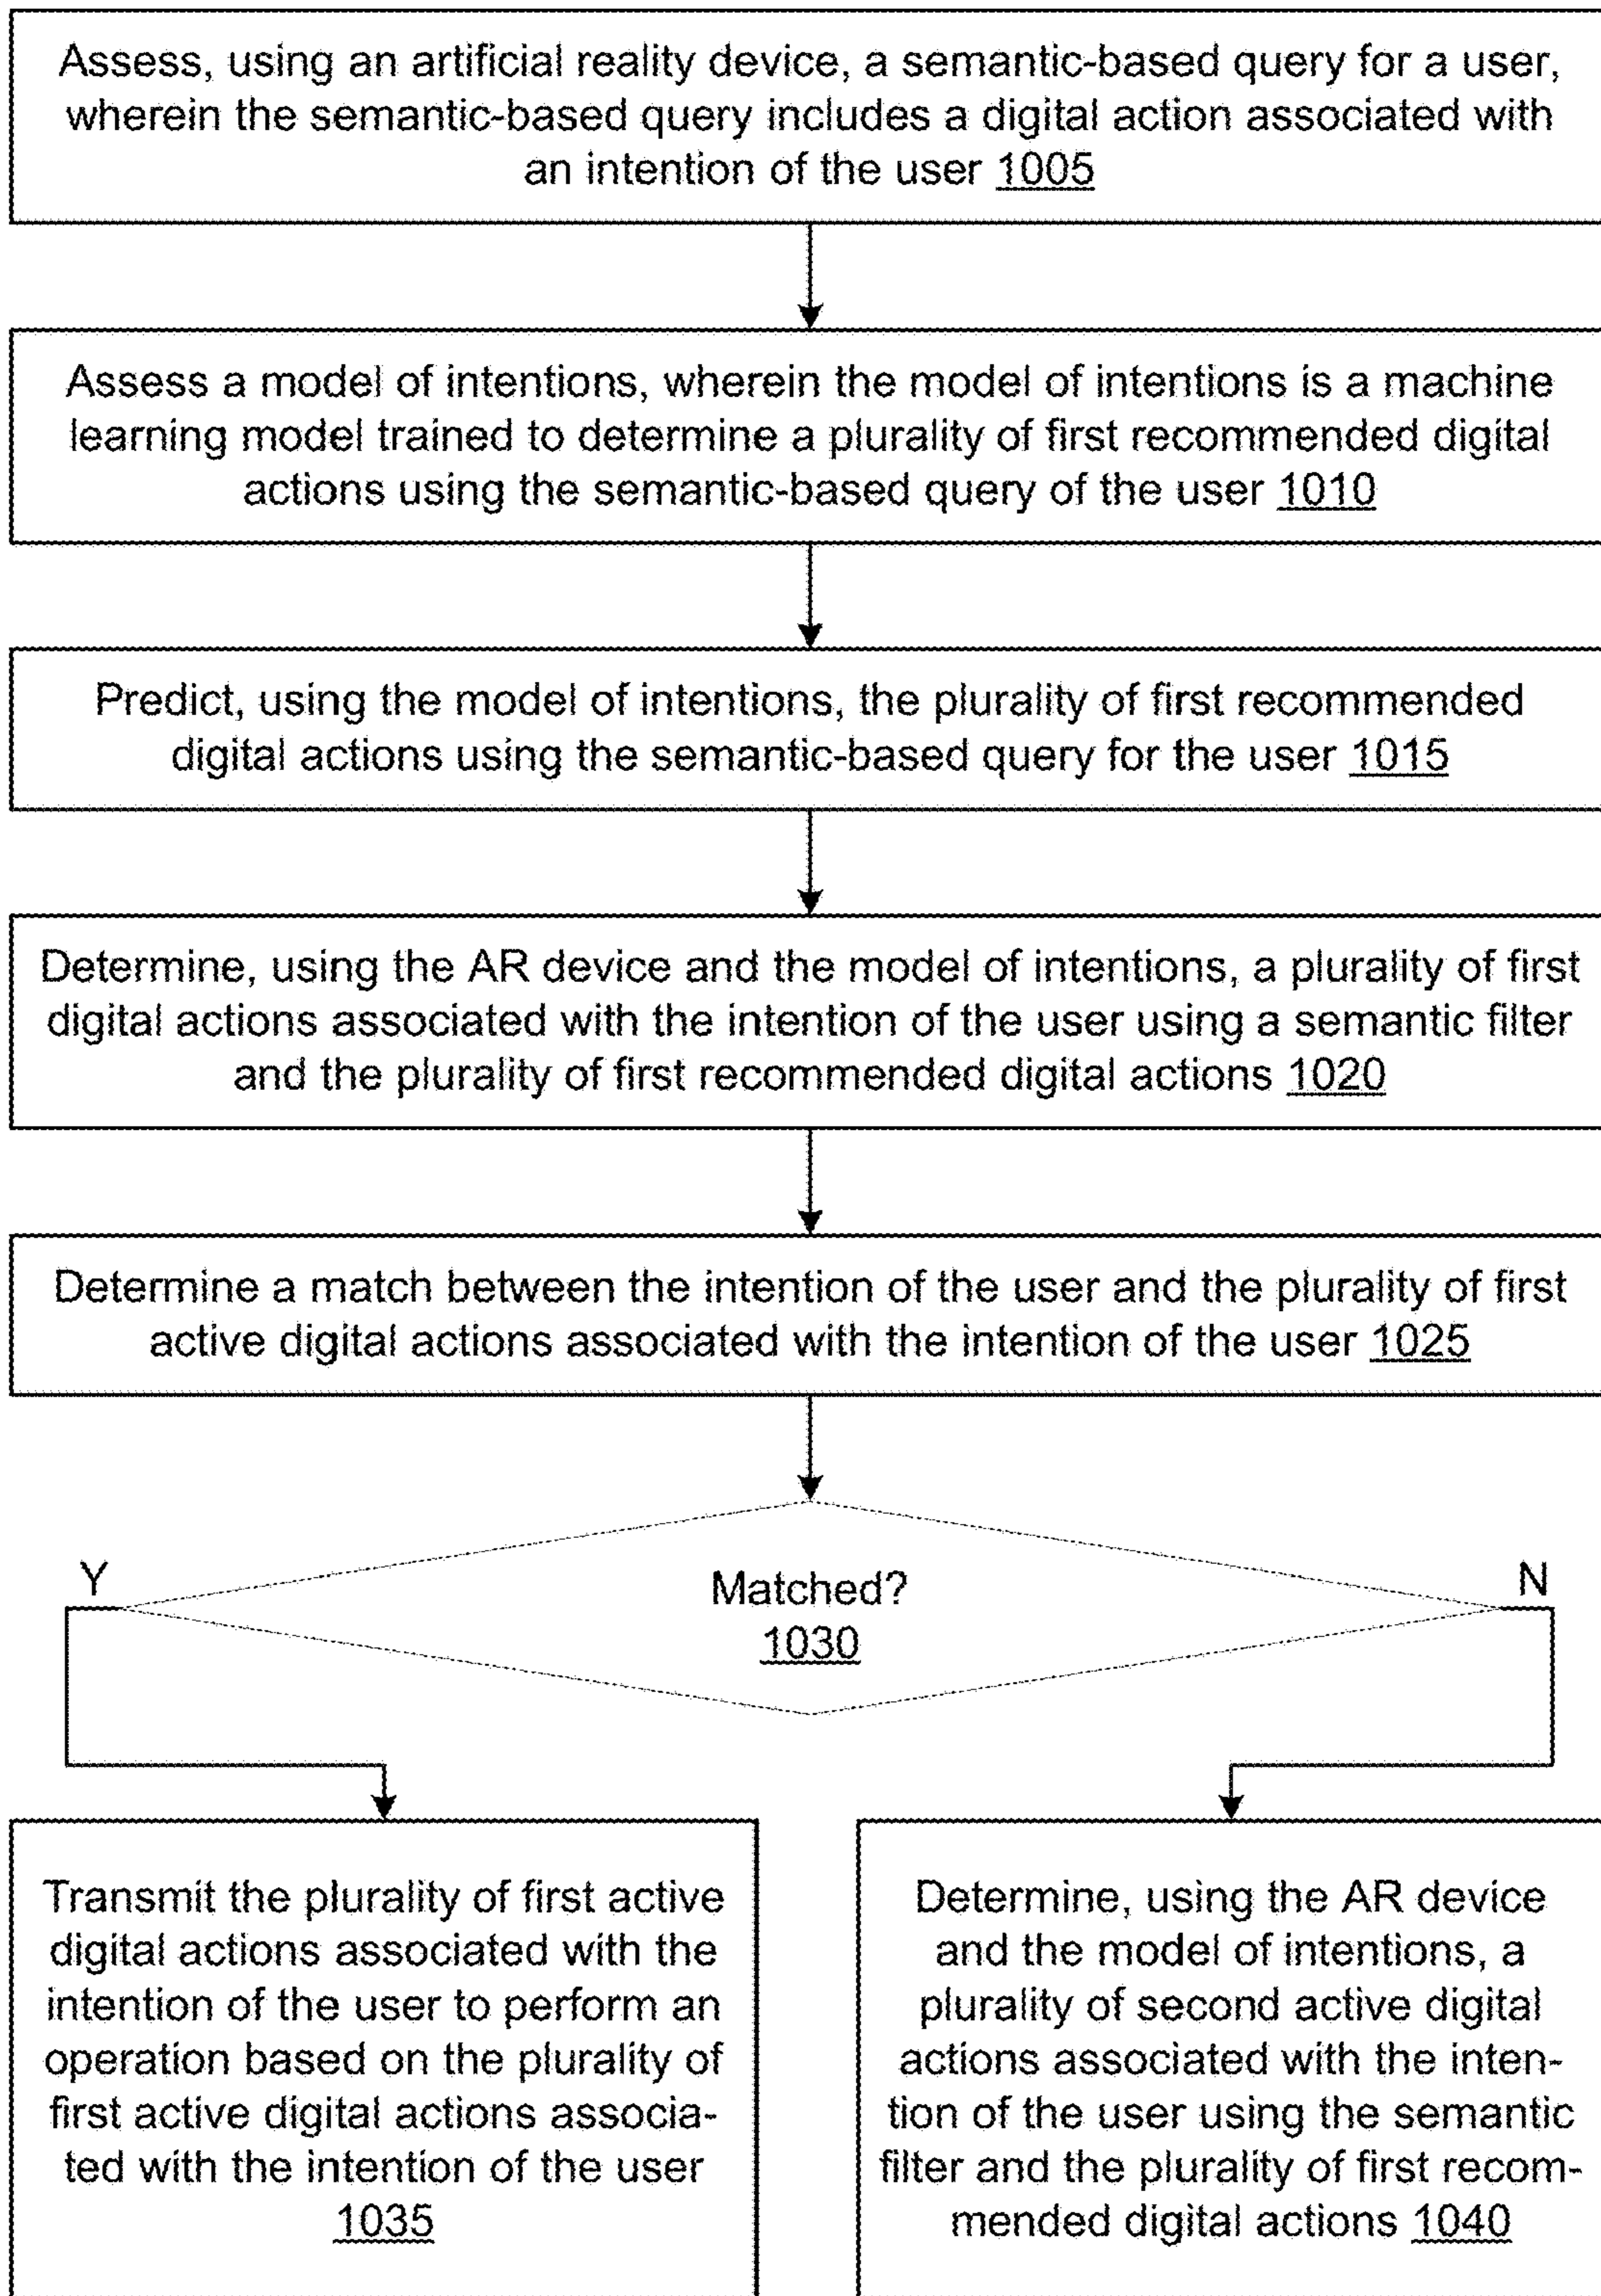 Assess, using an artificial reality device, a semantic-based query for a user,
wherein the semantic-based query includes a digital action associated with
an intention of the user 1005
Assess a model of intentions, wherein the model of intentions is a machine
learning model trained to determine a plurality of first recommended digital
actions using the semantic-based query of the user 1010
Predict, using the model of intentions, the plurality of first recommended
digital actions using the semantic-based query for the user 1015
Determine, using the AR device and the model of intentions, a plurality of first
digital actions associated with the intention of the user using a semantic filter
and the plurality of first recommended digital actions 1020
Determine a match between the intention of the user and the plurality of first
active digital actions associated with the intention of the user 1025
Y
Matched?
1030
N
Transmit the plurality of first active
digital actions associated with the
intention of the user to perform an
operation based on the plurality of
first active digital actions associa-
ted with the intention of the user
1035
Determine, using the AR device
and the model of intentions, a
plurality of second active digital
actions associated with the inten-
tion of the user using the semantic
filter and the plurality of first recom-
mended digital actions 1040